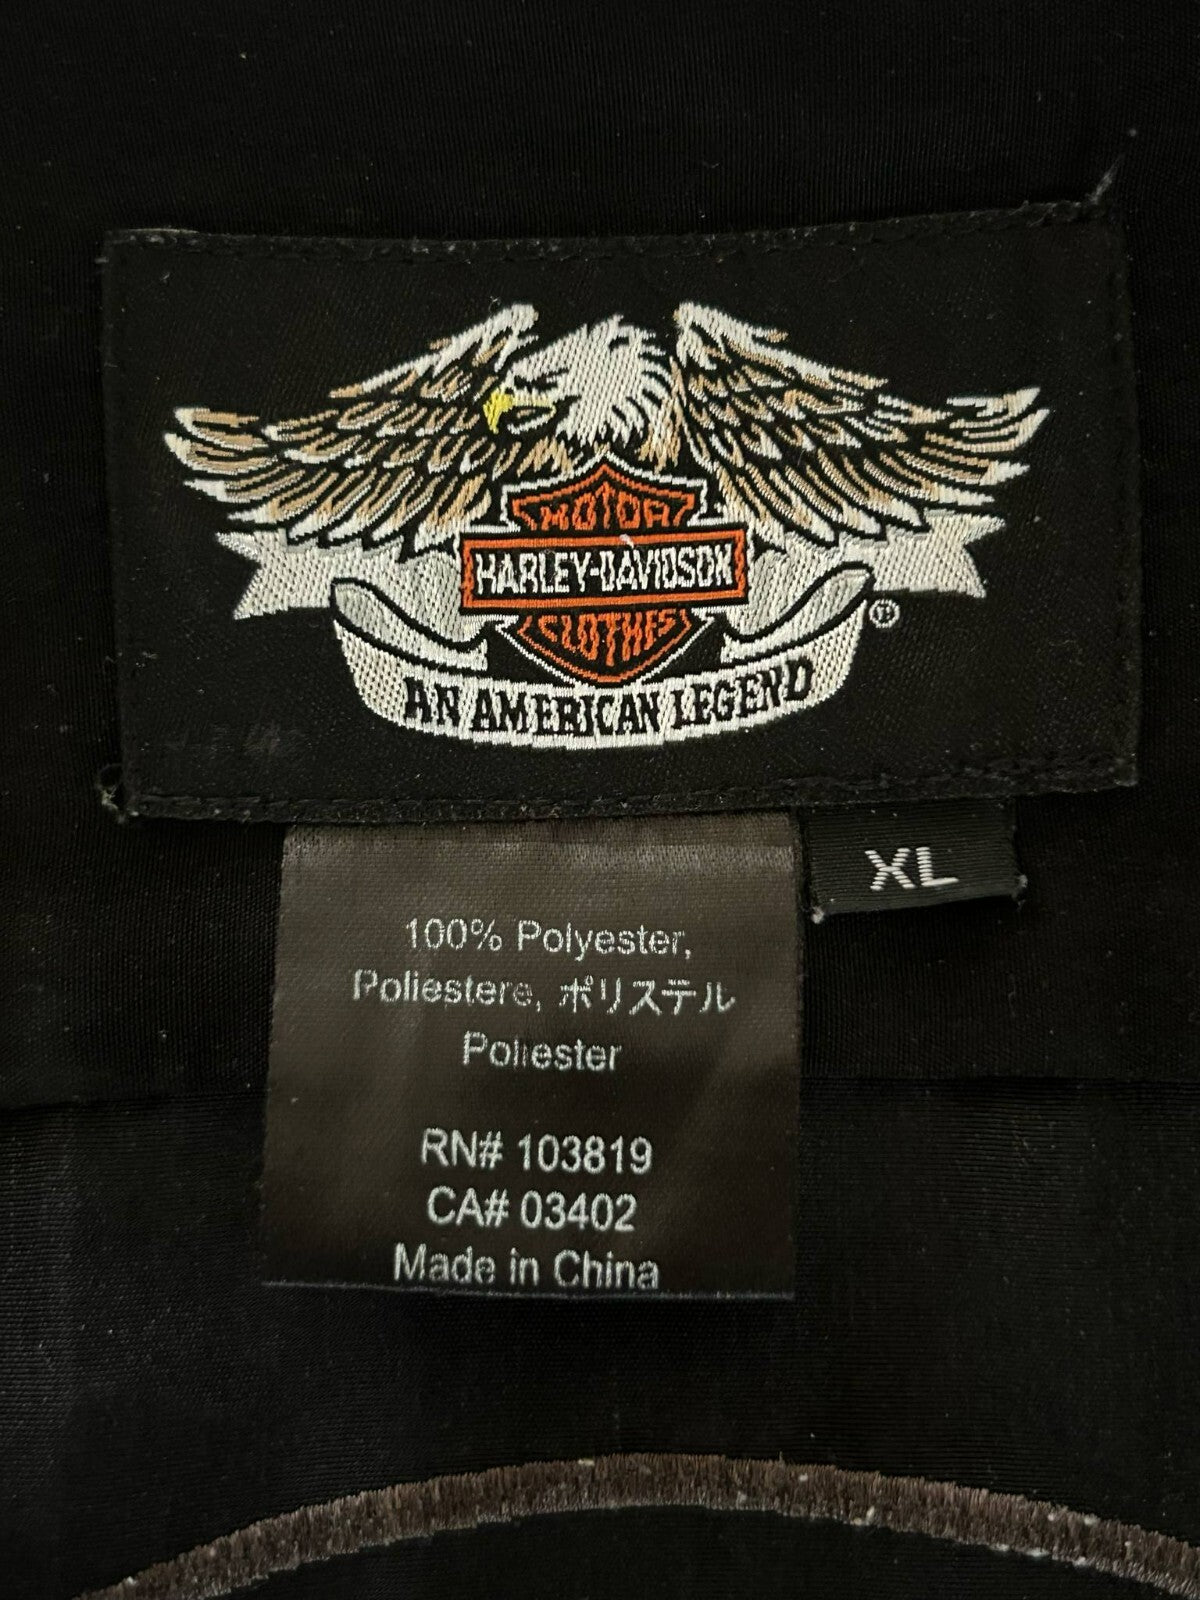 MOTOR
HARLEY-DAVIDSON
CLOTHES
®
AN AMERICAN LEGEND
XL
100% Polyester,
Poliestere, ポリステル
Poliester
RN# 103819
CA# 03402
Made in China